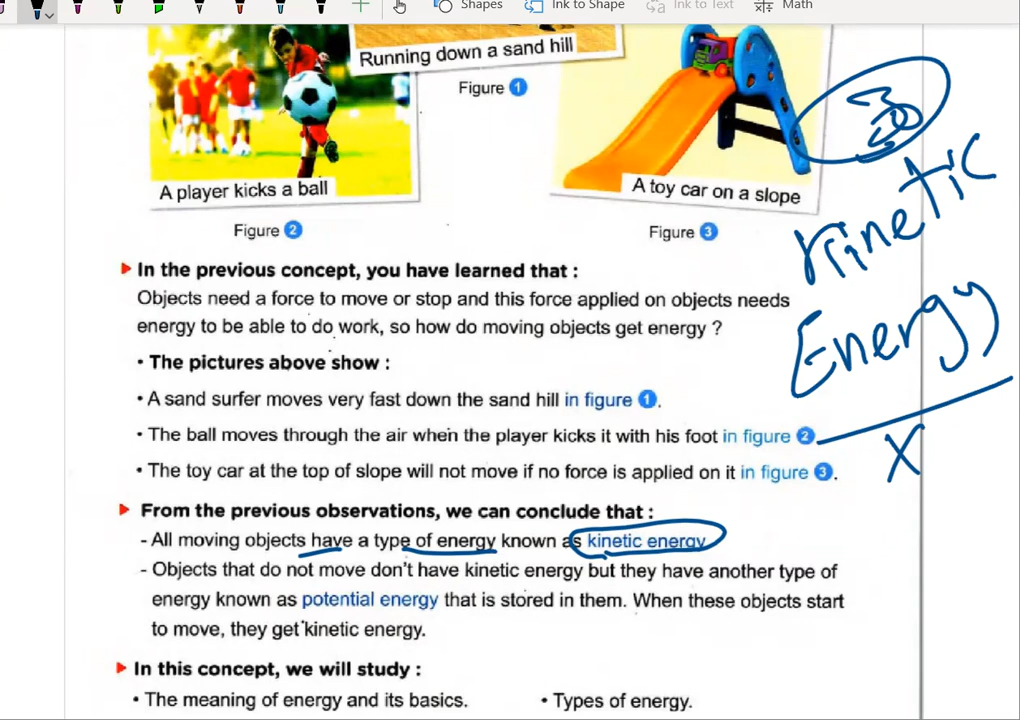 Shapes
Ink to Shape
Ink to Text
Math
Running down a sand hill
Figure 1
A player kicks a ball
Figure 2
A toy car on a slope
Figure 3
Kinetic
Energy
X
In the previous concept, you have learned that :
Objects need a force to move or stop and this force applied on objects needs
energy to be able to do work, so how do moving objects get energy ?
• The pictures above show :
• A sand surfer moves very fast down the sand hill in figure 1.
• The ball moves through the air when the player kicks it with his foot in figure 2
• The toy car at the top of slope will not move if no force is applied on it in figure 3.
From the previous observations, we can conclude that :
- All moving objects have a type of energy known as kinetic energy
- Objects that do not move don't have kinetic energy but they have another type of
energy known as potential energy that is stored in them. When these objects start
to move, they get kinetic energy.
In this concept, we will study :
• The meaning of energy and its basics.
• Types of energy.